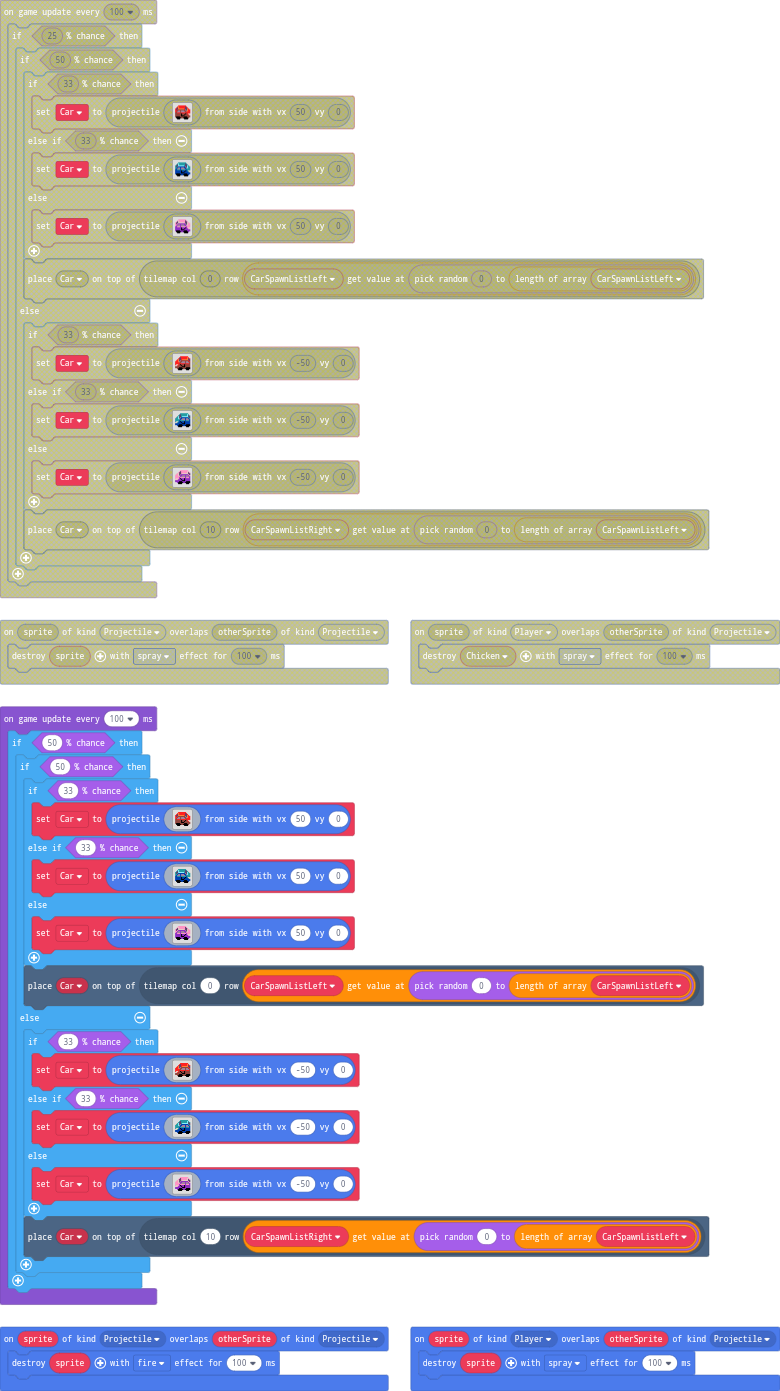 on game update every 100 ms
if 25 % chance then
if 50 % chance then
if 33 % chance then
set Car to projectile from side with vx 50 vy 0
else if 33 % chance then
set Car to projectile from side with vx 50 vy 0
else
set Car to projectile from side with vx 50 vy 0
place Car on top of tilemap col 0 row CarSpawnListLeft get value at pick random 0 to length of array CarSpawnListLeft
else
if 33 % chance then
set Car to projectile from side with vx -50 vy 0
else if 33 % chance then
set Car to projectile from side with vx -50 vy 0
else
set Car to projectile from side with vx -50 vy 0
place Car on top of tilemap col 10 row CarSpawnListRight get value at pick random 0 to length of array CarSpawnListLeft
on sprite of kind Projectile overlaps otherSprite of kind Projectile
destroy sprite with spray effect for 100 ms
on sprite of kind Player overlaps otherSprite of kind Projectile
destroy Chicken with spray effect for 100 ms
on game update every 100 ms
if 50 % chance then
if 50 % chance then
if 33 % chance then
set Car to projectile from side with vx 50 vy 0
else if 33 % chance then
set Car to projectile from side with vx 50 vy 0
else
set Car to projectile from side with vx 50 vy 0
place Car on top of tilemap col 0 row CarSpawnListLeft get value at pick random 0 to length of array CarSpawnListLeft
else
if 33 % chance then
set Car to projectile from side with vx -50 vy 0
else if 33 % chance then
set Car to projectile from side with vx -50 vy 0
else
set Car to projectile from side with vx -50 vy 0
place Car on top of tilemap col 10 row CarSpawnListRight get value at pick random 0 to length of array CarSpawnListLeft
on sprite of kind Projectile overlaps otherSprite of kind Projectile
destroy sprite with fire effect for 100 ms
on sprite of kind Player overlaps otherSprite of kind Projectile
destroy sprite with spray effect for 100 ms